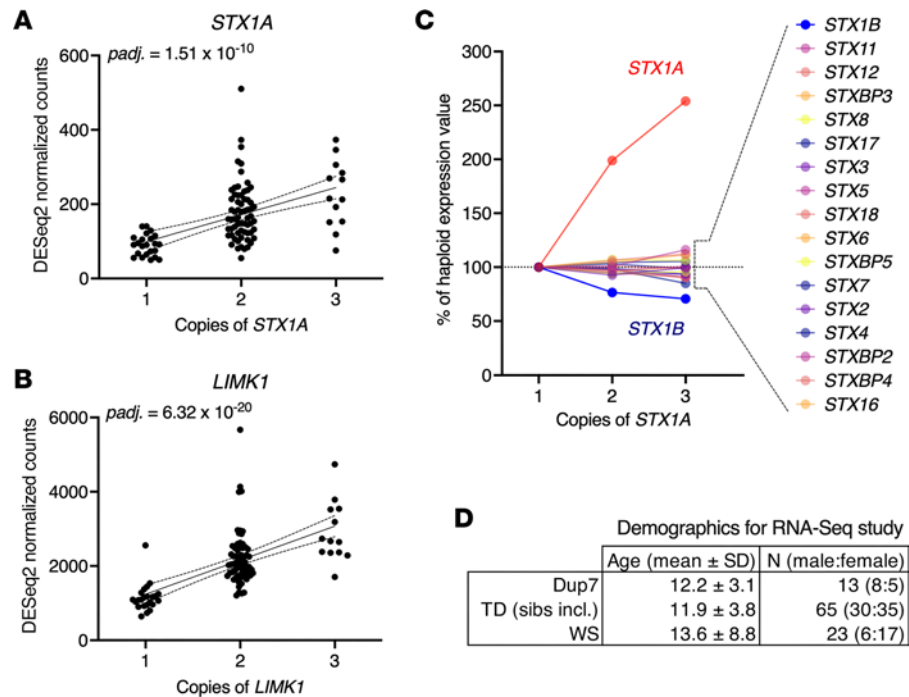 A
STX1A
padj. = 1.51 x 10-10
DESeq2 normalized counts
600
400
200
0
1 2 3
Copies of STX1A
B
LIMK1
padj. = 6.32 x 10-20
DESeq2 normalized counts
6000
4000
2000
0
1 2 3
Copies of LIMK1
C
% of haploid expression value
300
250
200
150
100
50
0
STX1A
STX1B
1 2 3
Copies of STX1A
STX1B
STX11
STX12
STXBP3
STX8
STX17
STX3
STX5
STX18
STX6
STXBP5
STX7
STX2
STX4
STXBP2
STXBP4
STX16
D
Demographics for RNA-Seq study
Age (mean ± SD) N (male:female)
Dup7 12.2 ± 3.1 13 (8:5)
TD (sibs incl.) 11.9 ± 3.8 65 (30:35)
WS 13.6 ± 8.8 23 (6:17)